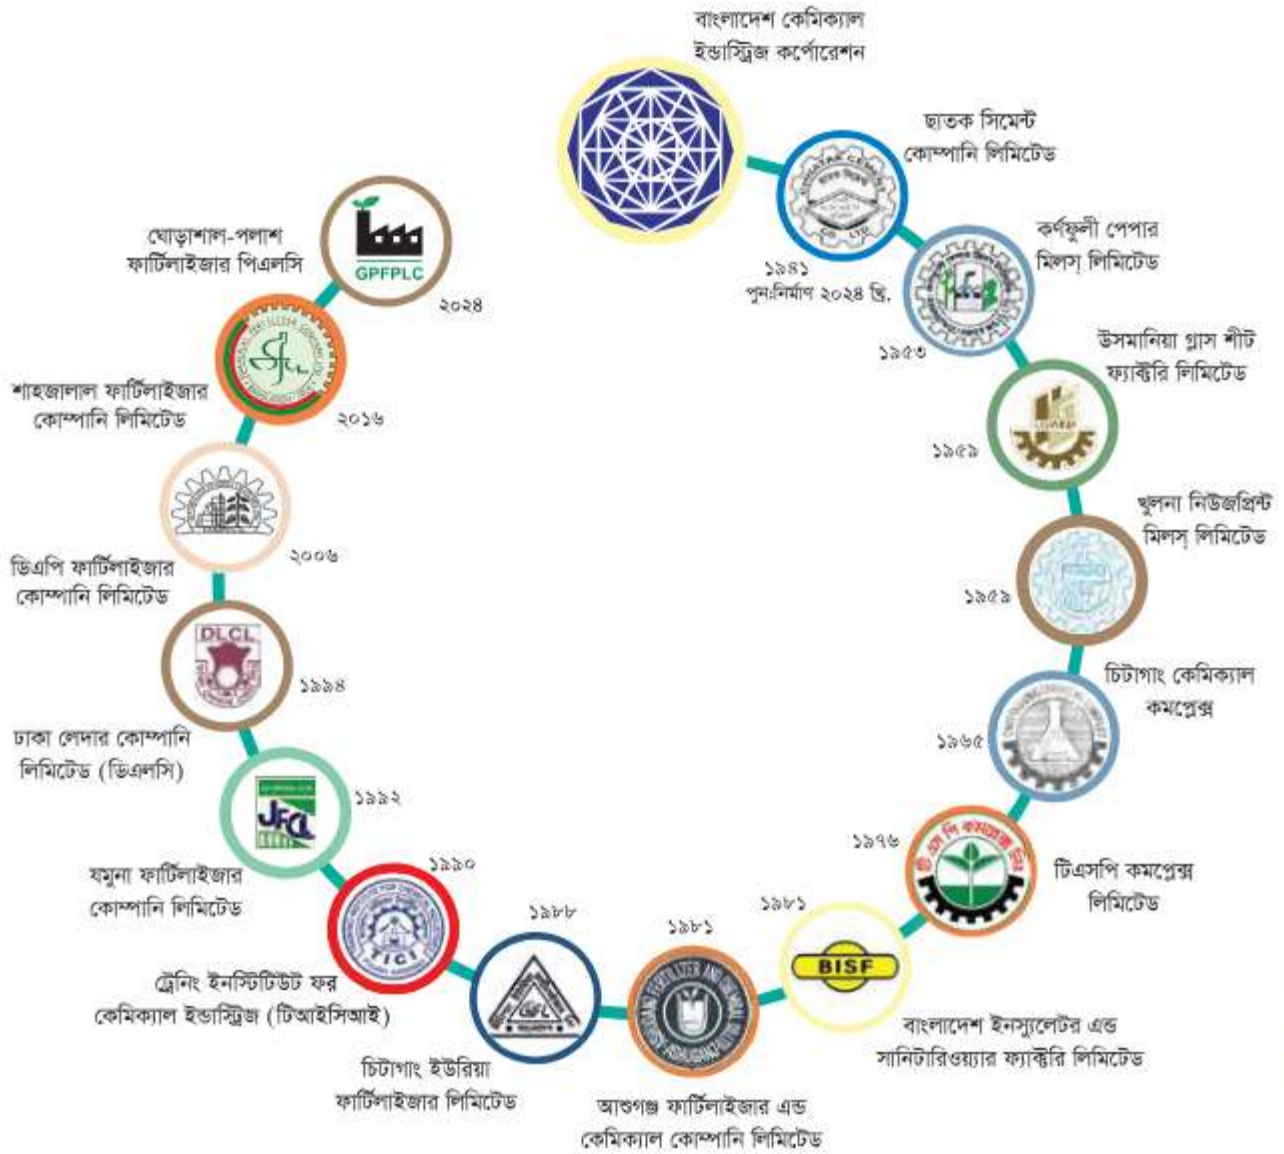 বাংলাদেশ কেমিক্যাল
ইন্ডাস্ট্রিজ কর্পোরেশন
ছাতক সিমেন্ট
কোম্পানি লিমিটেড
১৯৪১
পুন:নির্মাণ ২০২৪ খ্রি.
কর্ণফুলী পেপার
মিলস্ লিমিটেড
১৯৫৩
উসমানিয়া গ্লাস শীট
ফ্যাক্টরি লিমিটেড
১৯৫৯
খুলনা নিউজপ্রিন্ট
মিলস্ লিমিটেড
১৯৫৯
চিটাগাং কেমিক্যাল
কমপ্লেক্স
১৯৬৫
টি এস পি কমপ্লেক্স লিঃ
১৯৭৬
টিএসপি কমপ্লেক্স
লিমিটেড
BISF
১৯৮১
বাংলাদেশ ইনস্যুলেটর এন্ড
সানিটারিওয়্যার ফ্যাক্টরি লিমিটেড
১৯৮১
আশুগঞ্জ ফার্টিলাইজার এন্ড
কেমিক্যাল কোম্পানি লিমিটেড
১৯৮৮
চিটাগাং ইউরিয়া
ফার্টিলাইজার লিমিটেড
TICI
১৯৯০
ট্রেনিং ইনস্টিটিউট ফর
কেমিক্যাল ইন্ডাস্ট্রিজ (টিআইসিআই)
JFCL
১৯৯২
যমুনা ফার্টিলাইজার
কোম্পানি লিমিটেড
DLCL
১৯৯৪
ঢাকা লেদার কোম্পানি
লিমিটেড (ডিএলসি)
২০০৬
ডিএপি ফার্টিলাইজার
কোম্পানি লিমিটেড
২০১৬
শাহজালাল ফার্টিলাইজার
কোম্পানি লিমিটেড
GPFPLC
২০২৪
ঘোড়াশাল-পলাশ
ফার্টিলাইজার পিএলসি